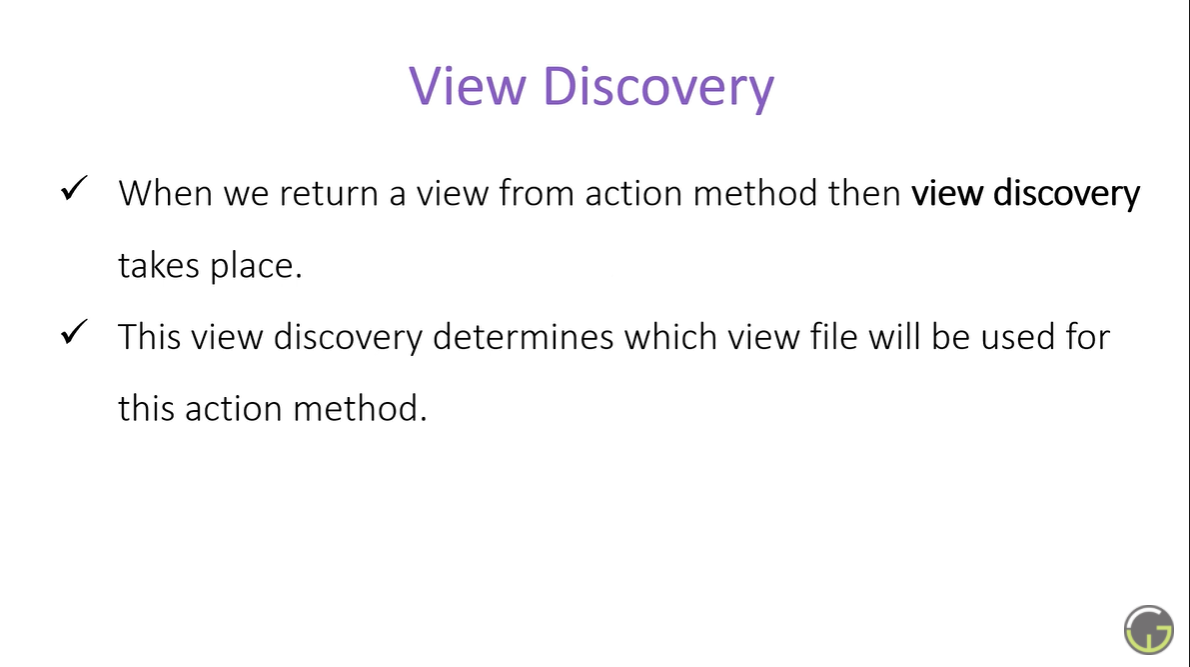 View Discovery
✓ When we return a view from action method then view discovery
takes place.
✓ This view discovery determines which view file will be used for
this action method.